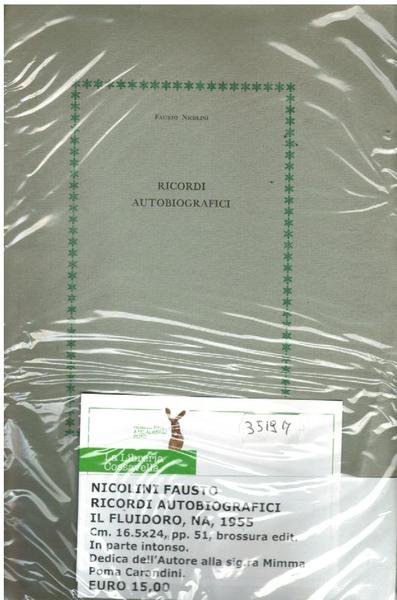 FAUSTO NICOLINI
RICORDI
AUTOBIOGRAFICI
35197
La Libreria
Cossavella
NICOLINI FAUSTO
RICORDI AUTOBIOGRAFICI
IL FLUIDORO, NA, 1955
Cm. 16.5x24, pp. 51, brossura edit.
In parte intonso.
Dedica dell'Autore alla sig.ra Mimma
Poma Carandini.
EURO 15,00